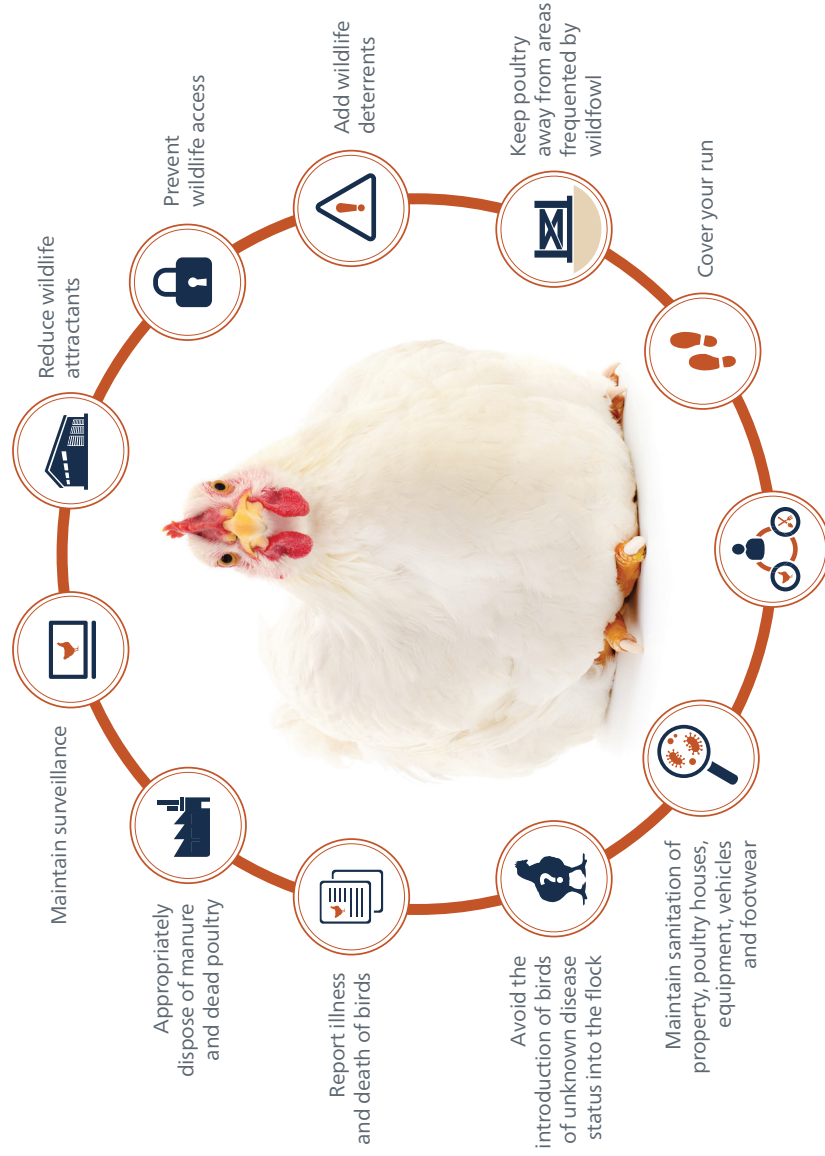 Reduce wildlife
attractants
Prevent
wildlife access
Add wildlife
deterrents
Keep poultry
away from areas
frequented by
wildfowl
Cover your run
Maintain sanitation of
property, poultry houses,
equipment, vehicles
and footwear
Avoid the
introduction of birds
of unknown disease
status into the flock
Report illness
and death of birds
Appropriately
dispose of manure
and dead poultry
Maintain surveillance
?